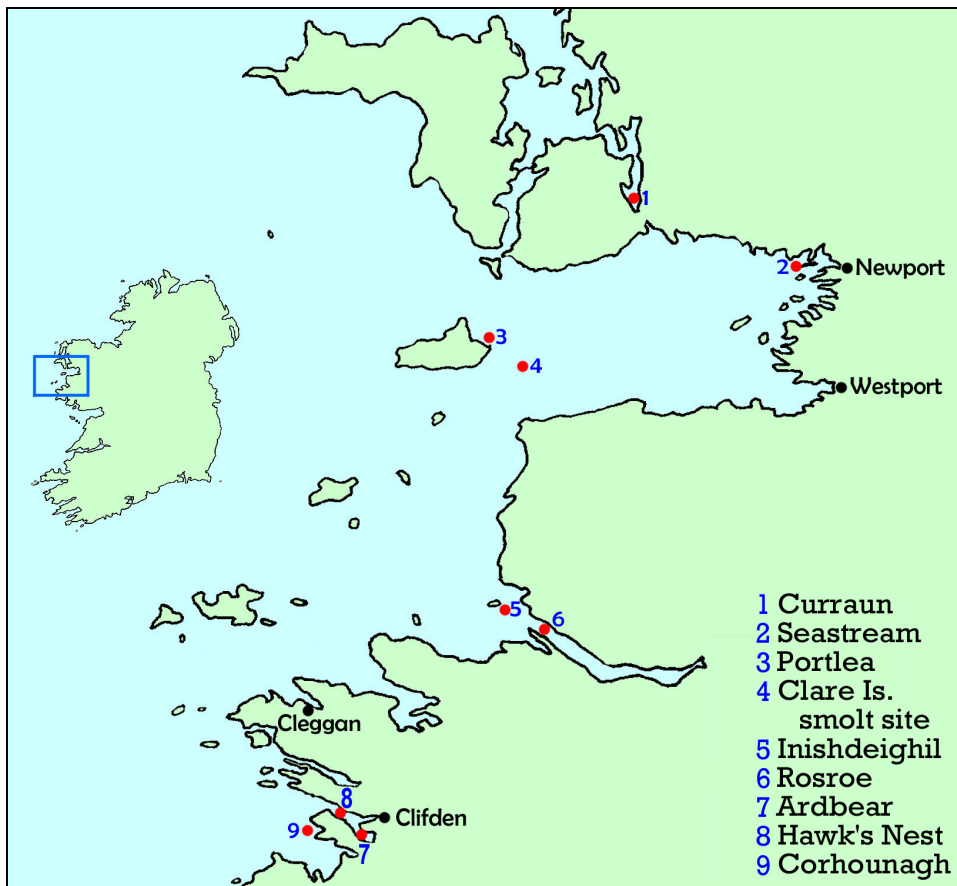 1
2
Newport
3
4
Westport
5
6
Cleggan
8
Clifden
9
7
1 Curraun
2 Seastream
3 Portlea
4 Clare Is.
smolt site
5 Inishdeighil
6 Rosroe
7 Ardbear
8 Hawk's Nest
9 Corhounagh